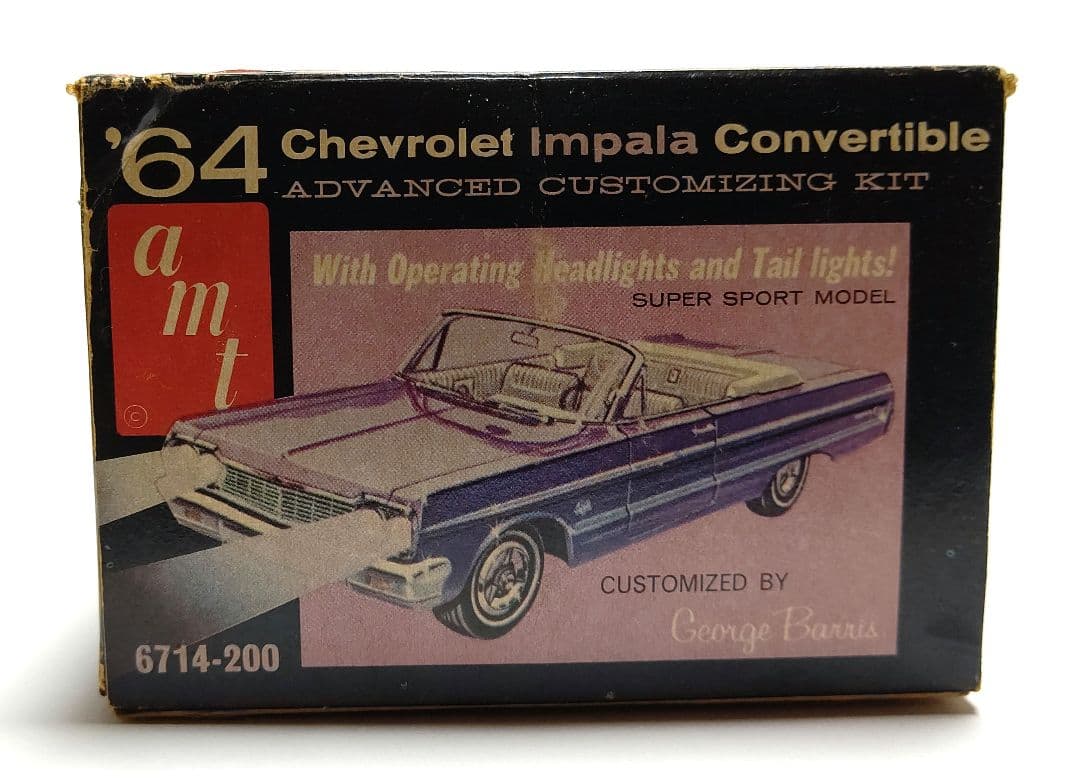 '64 Chevrolet Impala Convertible
ADVANCED CUSTOMIZING KIT
amt
©
With Operating Headlights and Tail lights!
SUPER SPORT MODEL
CUSTOMIZED BY
George Barris
6714-200